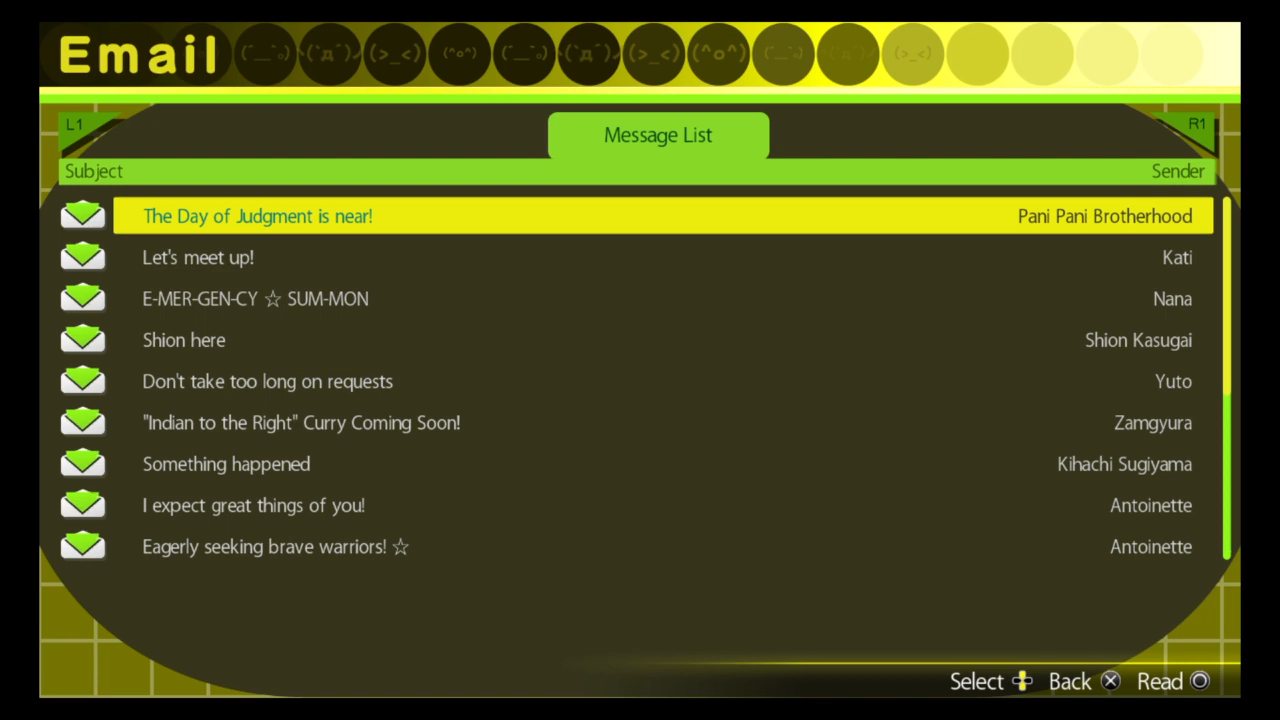 Email
L1
Message List
R1
Subject Sender
The Day of Judgment is near! Pani Pani Brotherhood
Let's meet up! Kati
E-MER-GEN-CY ☆ SUM-MON Nana
Shion here Shion Kasugai
Don't take too long on requests Yuto
"Indian to the Right" Curry Coming Soon! Zamgyura
Something happened Kihachi Sugiyama
I expect great things of you! Antoinette
Eagerly seeking brave warriors! ☆ Antoinette
Select Back Read